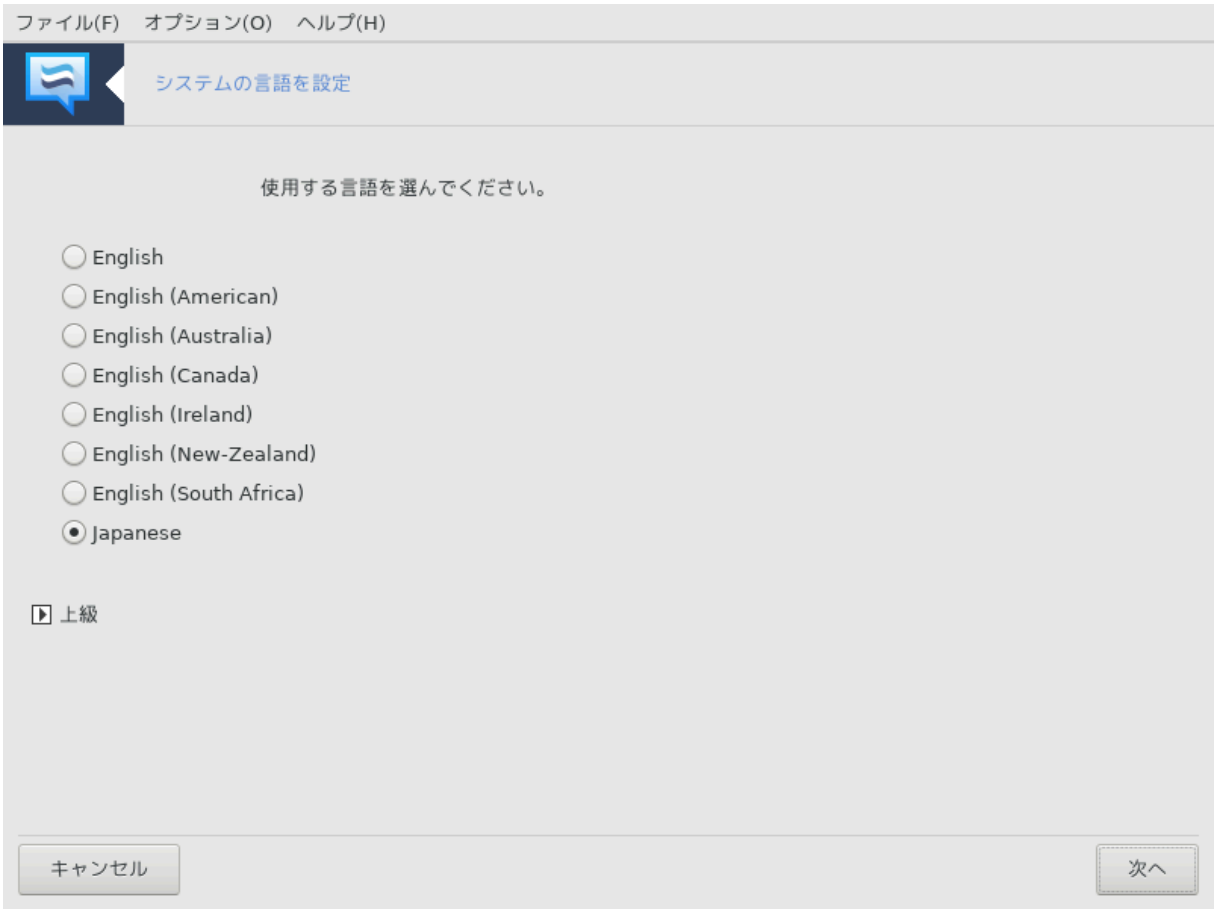 ファイル(F) オプション(O) ヘルプ(H)
システムの言語を設定
使用する言語を選んでください。
English
English (American)
English (Australia)
English (Canada)
English (Ireland)
English (New-Zealand)
English (South Africa)
Japanese
上級
キャンセル 次へ